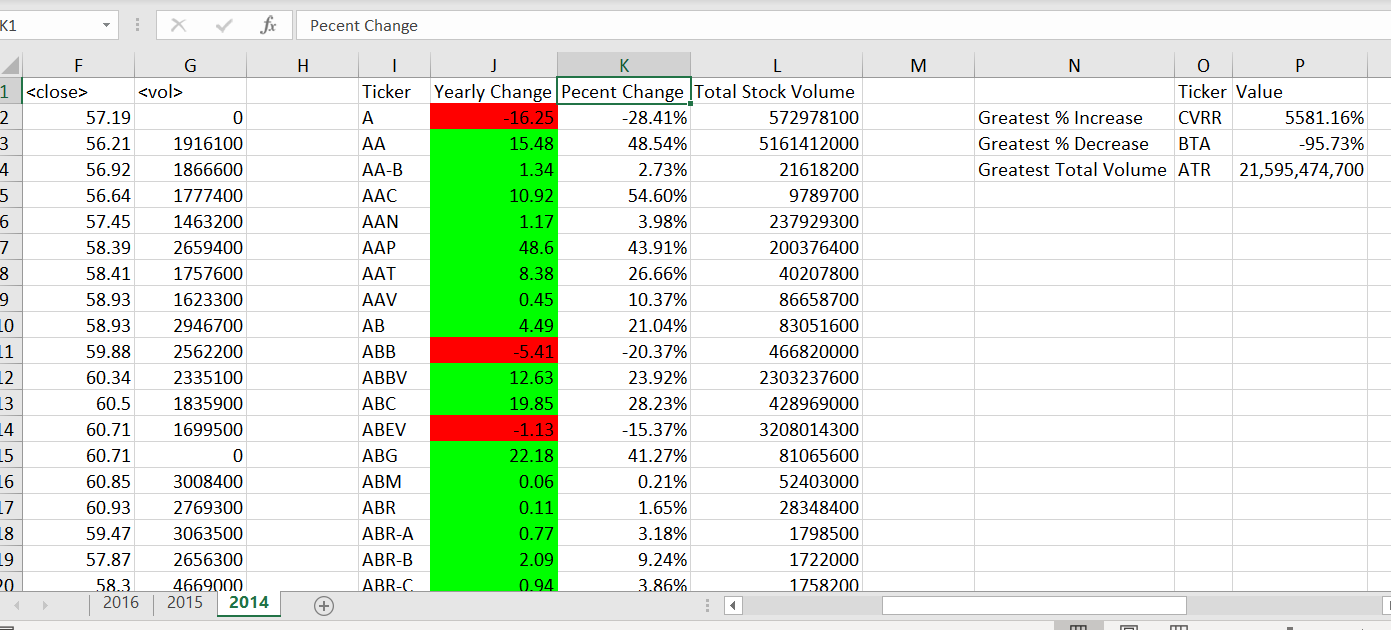 K1 fx Pecent Change
F G H I J K L M N O P
1 <close> <vol> Ticker Yearly Change Pecent Change Total Stock Volume Ticker Value
2 57.19 0 A -16.25 -28.41% 572978100 Greatest % Increase CVRR 5581.16%
3 56.21 1916100 AA 15.48 48.54% 5161412000 Greatest % Decrease BTA -95.73%
4 56.92 1866600 AA-B 1.34 2.73% 21618200 Greatest Total Volume ATR 21,595,474,700
5 56.64 1777400 AAC 10.92 54.60% 9789700
6 57.45 1463200 AAN 1.17 3.98% 237929300
7 58.39 2659400 AAP 48.6 43.91% 200376400
8 58.41 1757600 AAT 8.38 26.66% 40207800
9 58.93 1623300 AAV 0.45 10.37% 86658700
10 58.93 2946700 AB 4.49 21.04% 83051600
11 59.88 2562200 ABB -5.41 -20.37% 466820000
12 60.34 2335100 ABBV 12.63 23.92% 2303237600
13 60.5 1835900 ABC 19.85 28.23% 428969000
14 60.71 1699500 ABEV -1.13 -15.37% 3208014300
15 60.71 0 ABG 22.18 41.27% 81065600
16 60.85 3008400 ABM 0.06 0.21% 52403000
17 60.93 2769300 ABR 0.11 1.65% 28348400
18 59.47 3063500 ABR-A 0.77 3.18% 1798500
19 57.87 2656300 ABR-B 2.09 9.24% 1722000
20 58.3 4669000 ABR-C 0.94 3.86% 1758200
2016 2015 2014